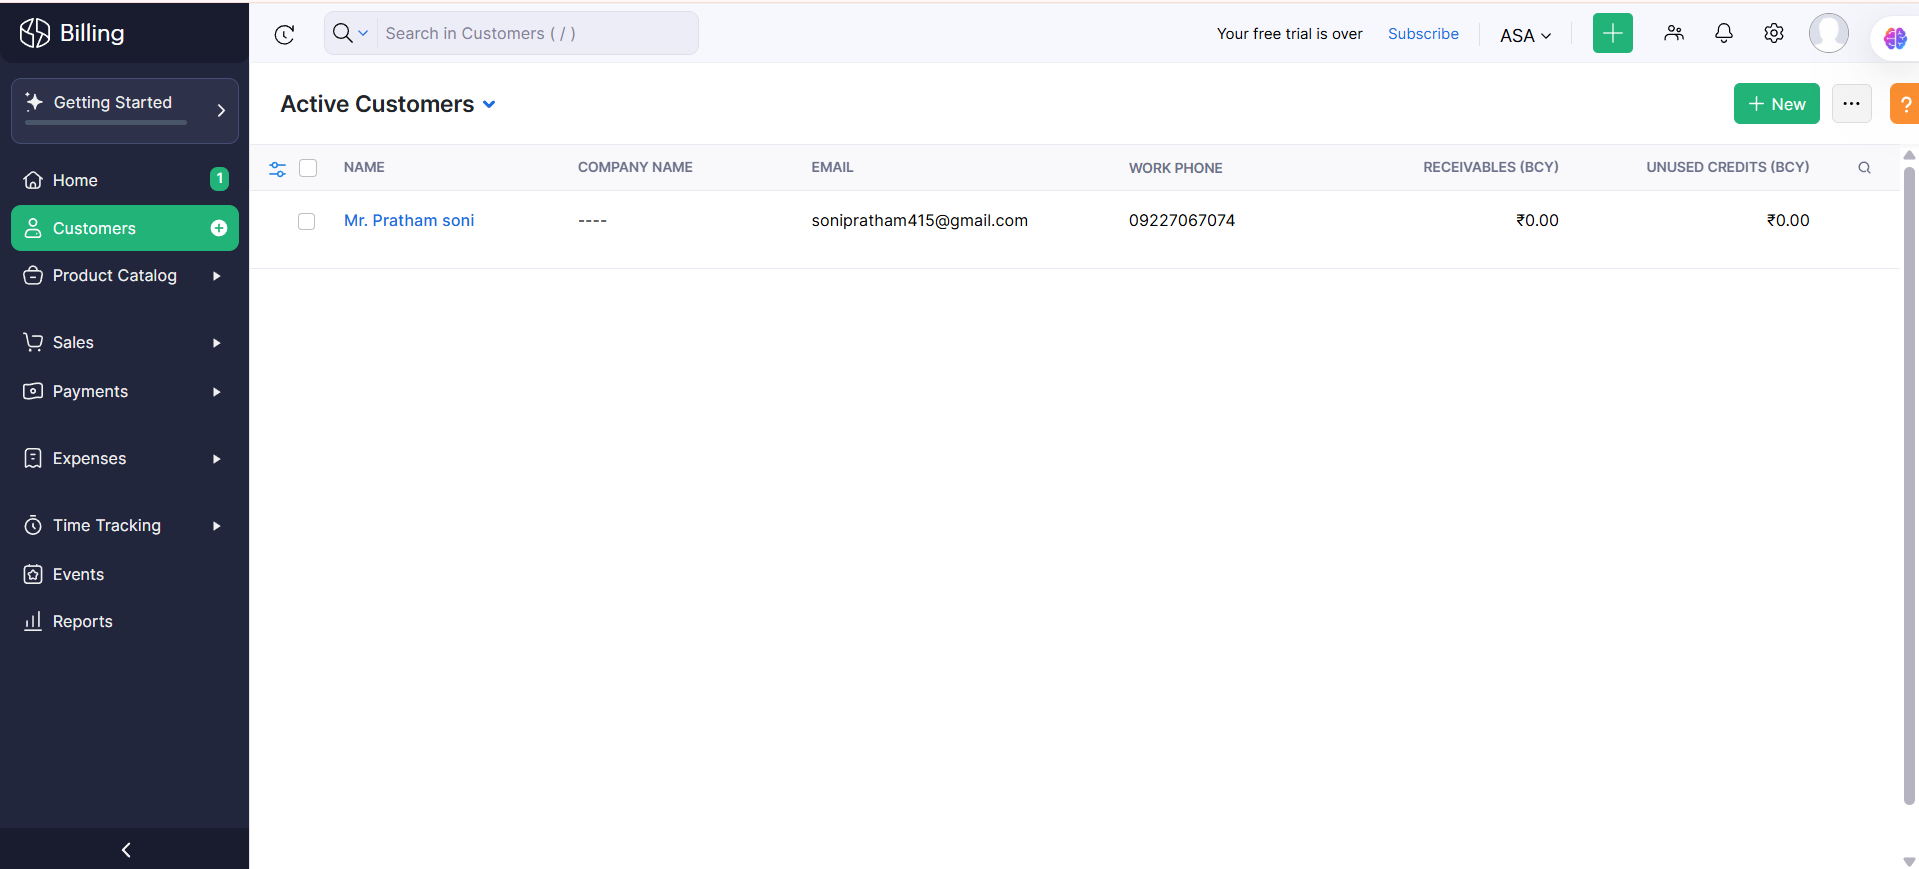 Billing
Search in Customers ( / )
Your free trial is over
Subscribe
ASA
Getting Started
Active Customers
New
?
NAME
COMPANY NAME
EMAIL
WORK PHONE
RECEIVABLES (BCY)
UNUSED CREDITS (BCY)
Mr. Pratham soni
----
sonipratham415@gmail.com
09227067074
₹0.00
₹0.00
Home
1
Customers
Product Catalog
Sales
Payments
Expenses
Time Tracking
Events
Reports